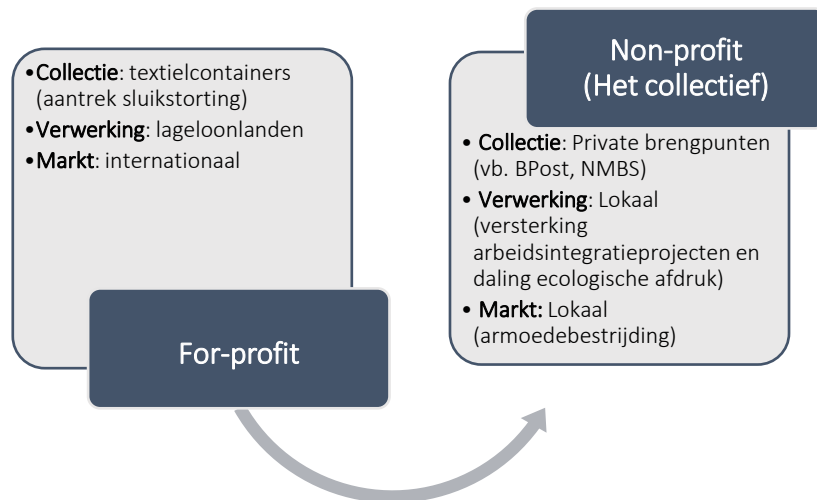 •Collectie: textielcontainers
(aantrek sluikstorting)
•Verwerking: lageloonlanden
•Markt: internationaal
For-profit
Non-profit
(Het collectief)
• Collectie: Private brengpunten
(vb. BPost, NMBS)
• Verwerking: Lokaal
(versterking
arbeidsintegratieprojecten en
daling ecologische afdruk)
• Markt: Lokaal
(armoedebestrijding)